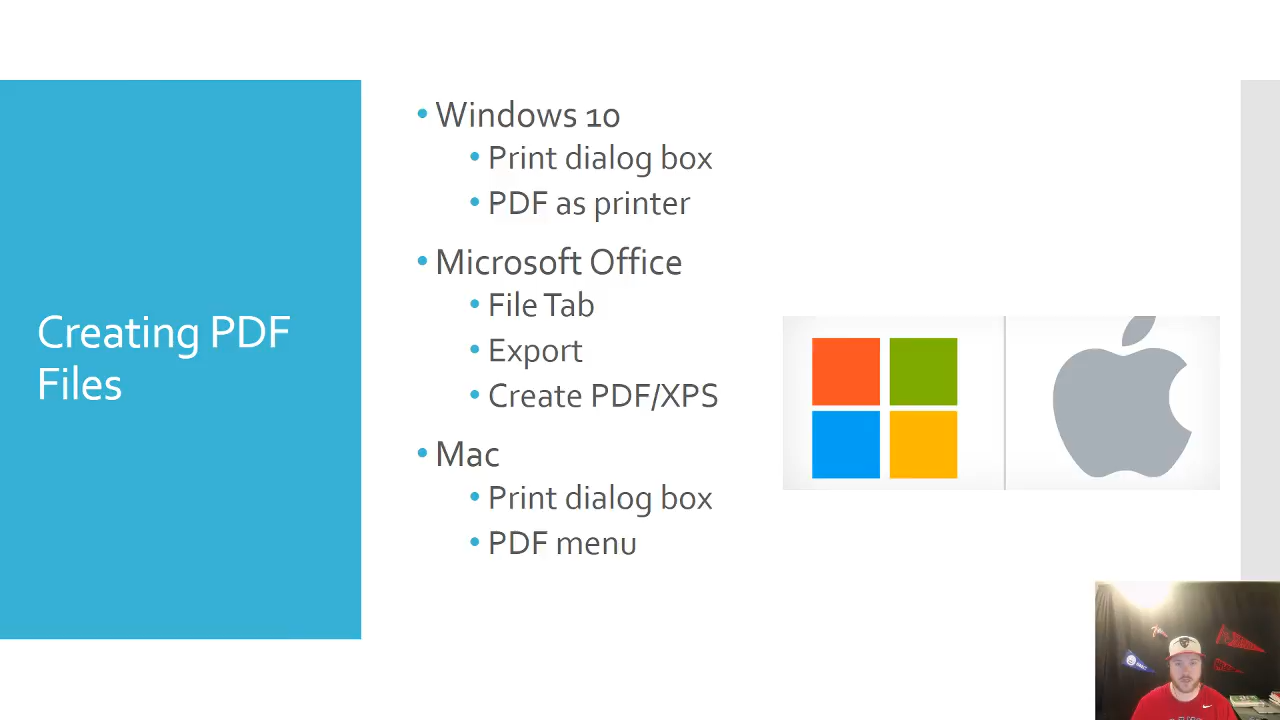 Creating PDF
Files
• Windows 10
• Print dialog box
• PDF as printer
• Microsoft Office
• File Tab
• Export
• Create PDF/XPS
• Mac
• Print dialog box
• PDF menu